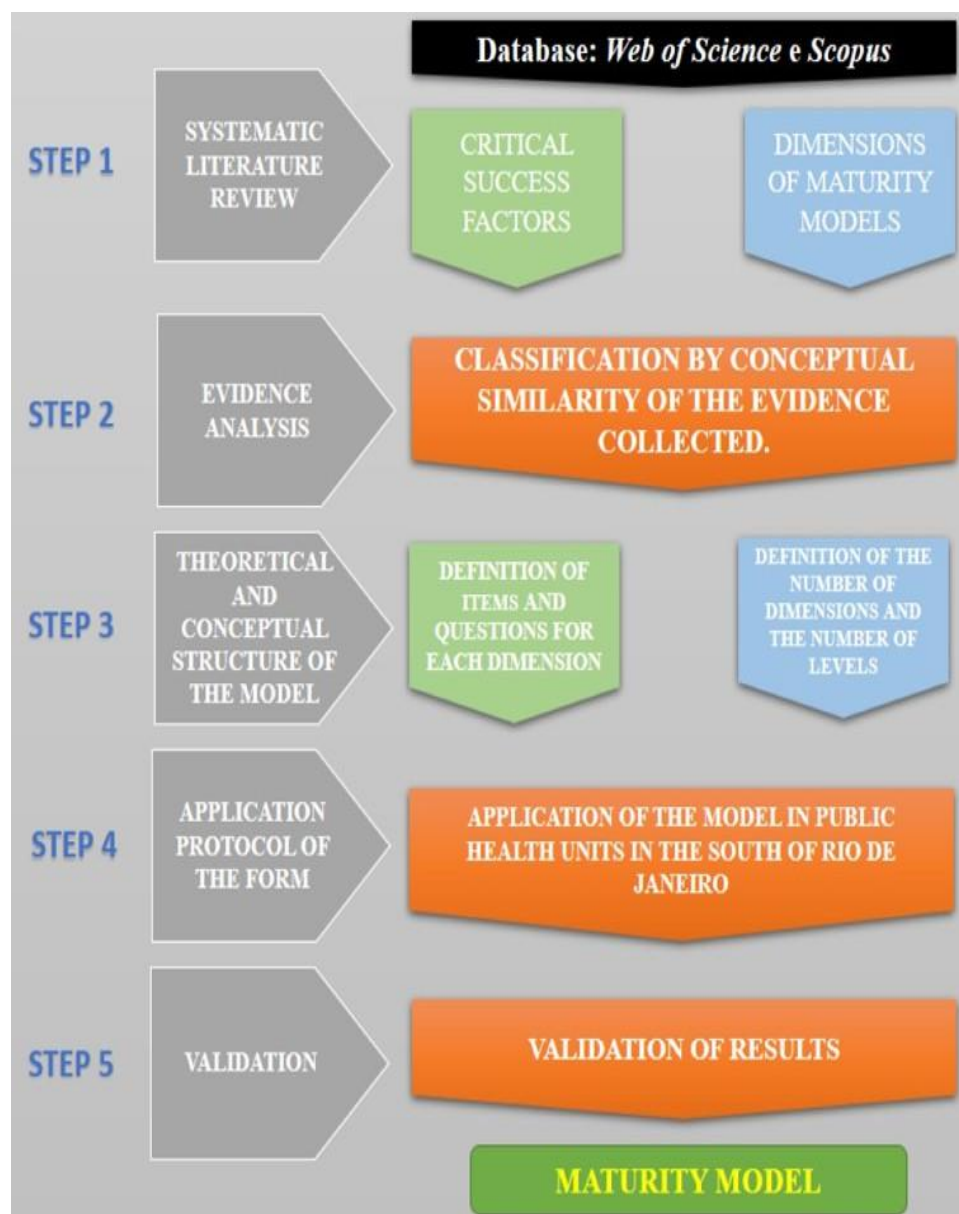 Database: Web of Science e Scopus
STEP 1
SYSTEMATIC
LITERATURE
REVIEW
CRITICAL
SUCCESS
FACTORS
DIMENSIONS
OF MATURITY
MODELS
STEP 2
EVIDENCE
ANALYSIS
CLASSIFICATION BY CONCEPTUAL
SIMILARITY OF THE EVIDENCE
COLLECTED.
STEP 3
THEORETICAL
AND
CONCEPTUAL
STRUCTURE OF
THE MODEL
DEFINITION OF
ITEMS AND
QUESTIONS FOR
EACH DIMENSION
DEFINITION OF THE
NUMBER OF
DIMENSIONS AND
THE NUMBER OF
LEVELS
STEP 4
APPLICATION
PROTOCOL OF
THE FORM
APPLICATION OF THE MODEL IN PUBLIC
HEALTH UNITS IN THE SOUTH OF RIO DE
JANEIRO
STEP 5
VALIDATION
VALIDATION OF RESULTS
MATURITY MODEL